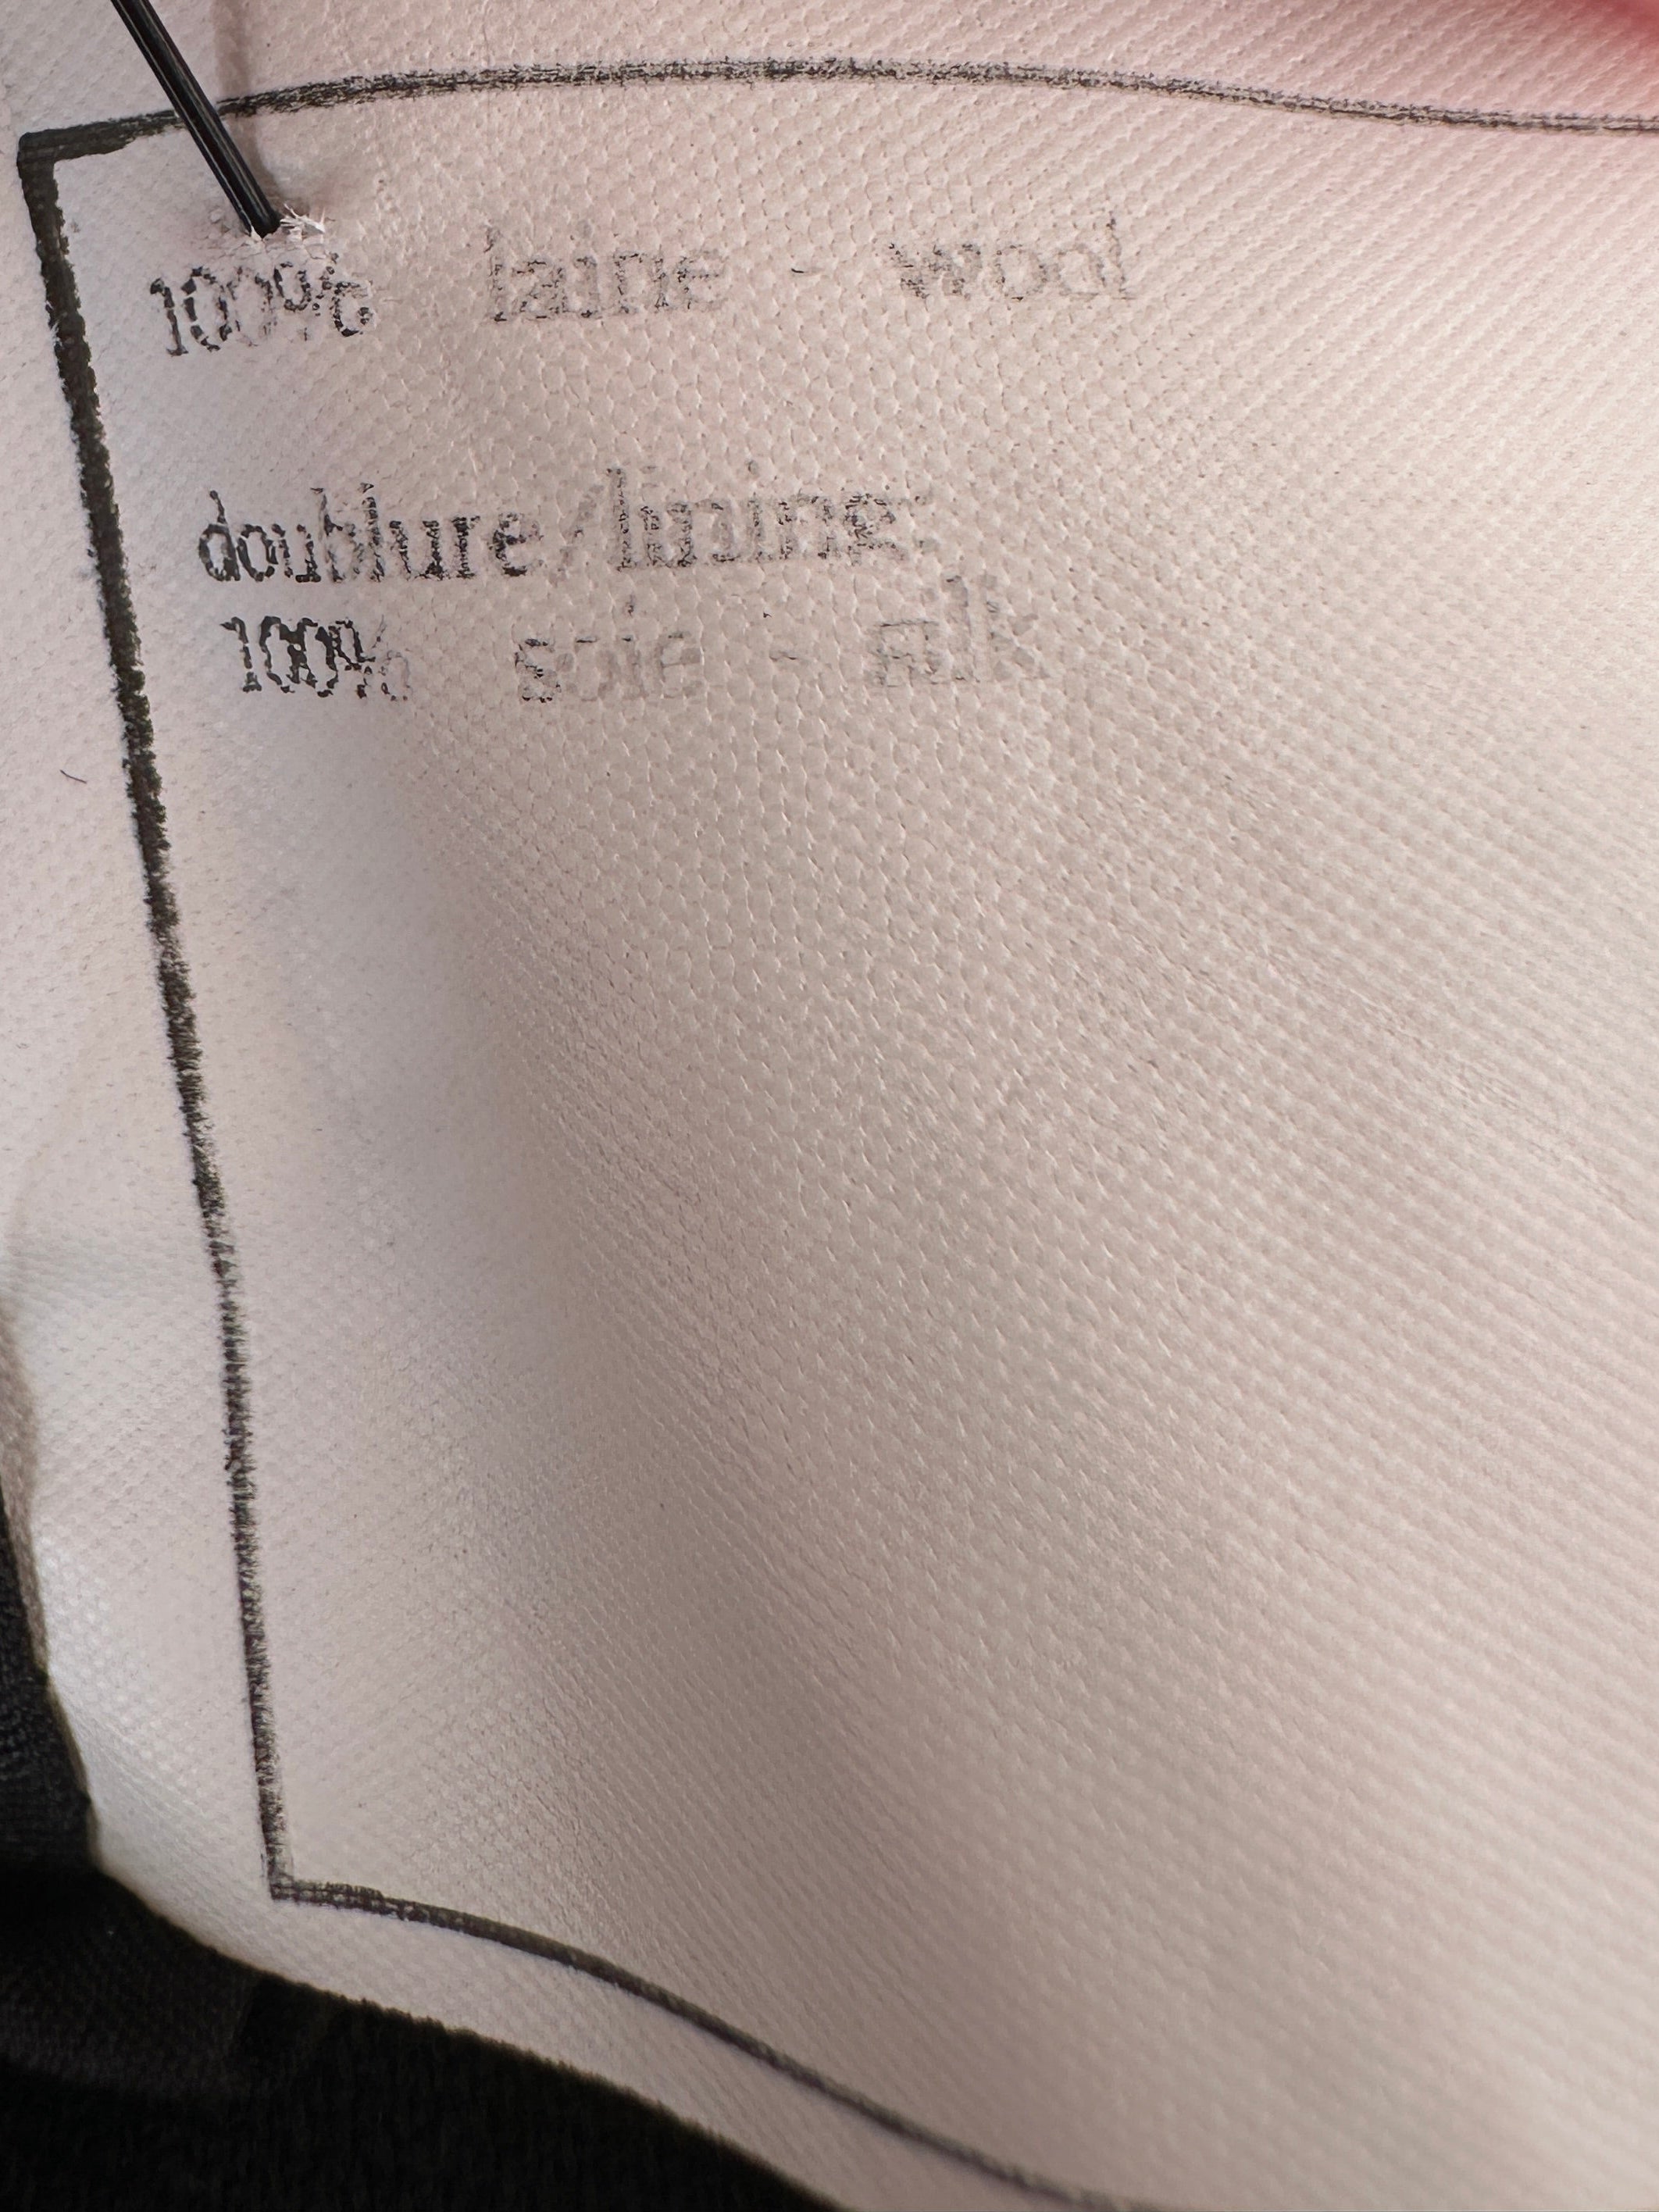 100% laine - wool
doublure/lining:
100% soie - silk